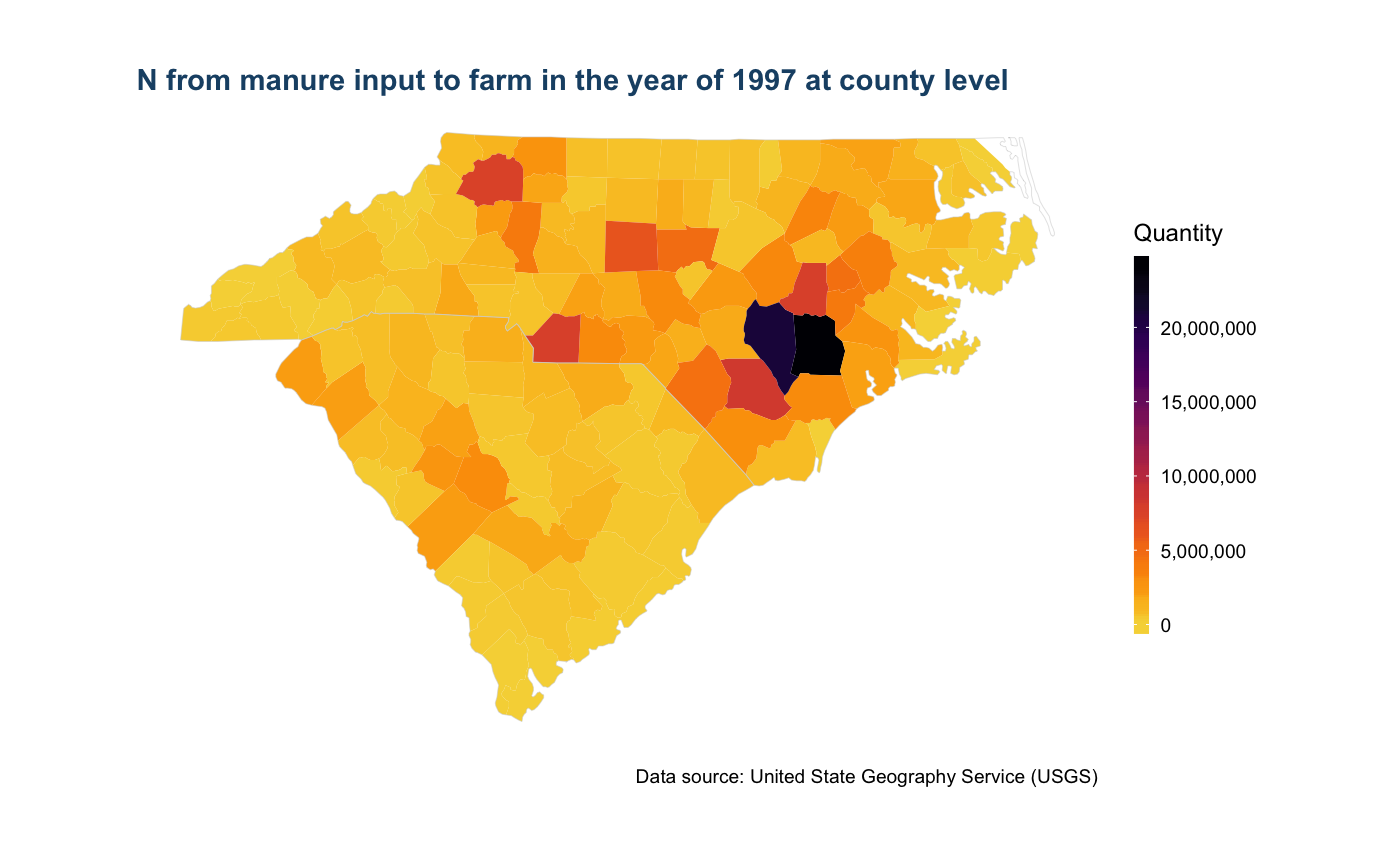 N from manure input to farm in the year of 1997 at county level
Quantity
20,000,000
15,000,000
10,000,000
5,000,000
0
Data source: United State Geography Service (USGS)